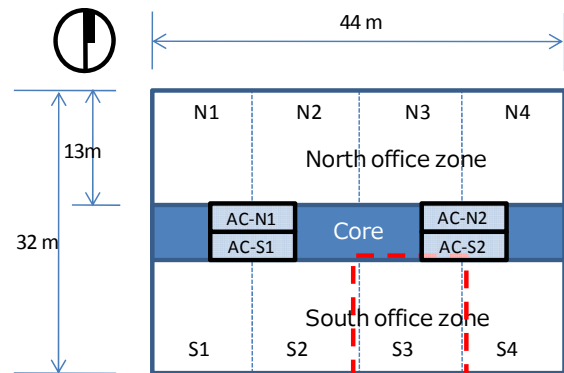 44 m
N1 N2 N3 N4
13m
North office zone
AC-N1 AC-N2
32 m
Core
AC-S1 AC-S2
South office zone
S1 S2 S3 S4